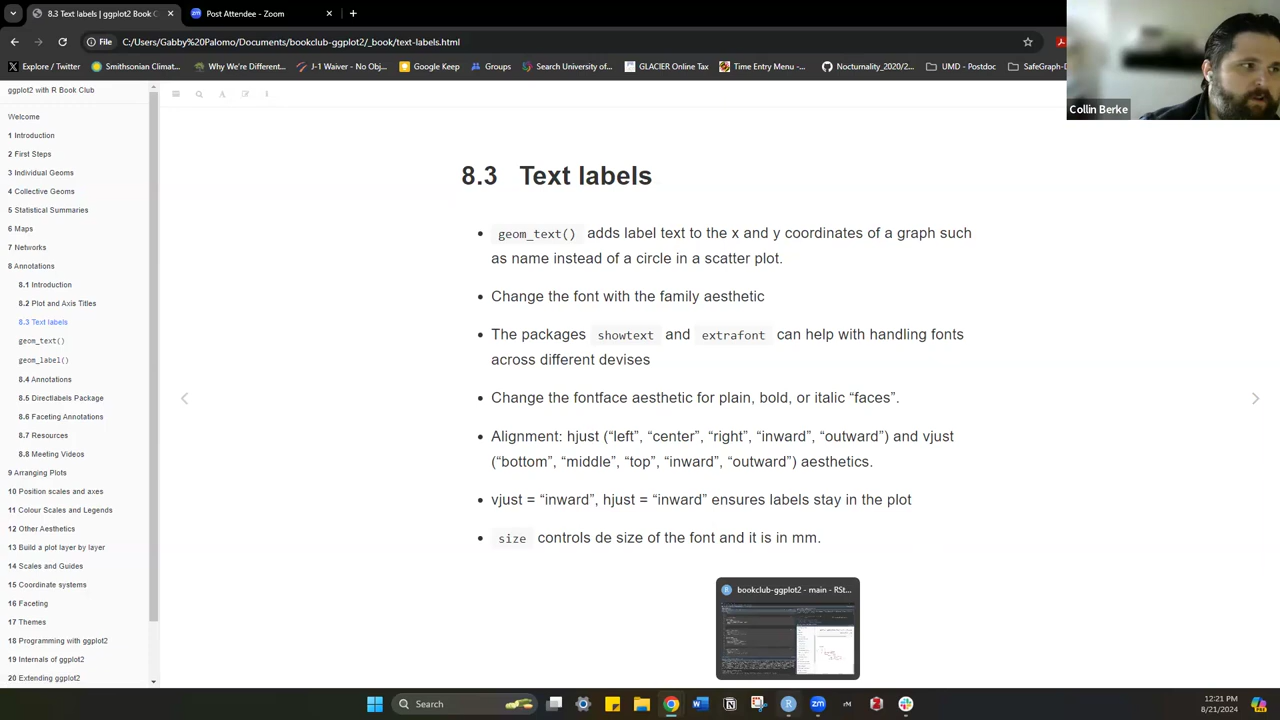 8.3 Text labels | ggplot2 Book C
Post Attendee - Zoom
File
C:/Users/Gabby%20Palomo/Documents/bookclub-ggplot2/_book/text-labels.html
Explore / Twitter
Smithsonian Climat...
Why We're Different...
J-1 Waiver - No Obj...
Google Keep
Groups
Search University of...
GLACIER Online Tax
Time Entry Menu -...
Nocturnality_2020/2...
UMD - Postdoc
SafeGraph-D
Collin Berke
ggplot2 with R Book Club
Welcome
1 Introduction
2 First Steps
3 Individual Geoms
4 Collective Geoms
5 Statistical Summaries
6 Maps
7 Networks
8 Annotations
8.1 Introduction
8.2 Plot and Axis Titles
8.3 Text labels
geom_text()
geom_label()
8.4 Annotations
8.5 Directlabels Package
8.6 Faceting Annotations
8.7 Resources
8.8 Meeting Videos
9 Arranging Plots
10 Position scales and axes
11 Colour Scales and Legends
12 Other Aesthetics
13 Build a plot layer by layer
14 Scales and Guides
15 Coordinate systems
16 Faceting
17 Themes
18 Programming with ggplot2
19 Internals of ggplot2
20 Extending ggplot2
8.3 Text labels
• geom_text() adds label text to the x and y coordinates of a graph such
as name instead of a circle in a scatter plot.
• Change the font with the family aesthetic
• The packages showtext and extrafont can help with handling fonts
across different devises
• Change the fontface aesthetic for plain, bold, or italic “faces”.
• Alignment: hjust (“left”, “center”, “right”, “inward”, “outward”) and vjust
(“bottom”, “middle”, “top”, “inward”, “outward”) aesthetics.
• vjust = “inward”, hjust = “inward” ensures labels stay in the plot
• size controls de size of the font and it is in mm.
bookclub-ggplot2 - main - RSt...
Search
12:21 PM
8/21/2024